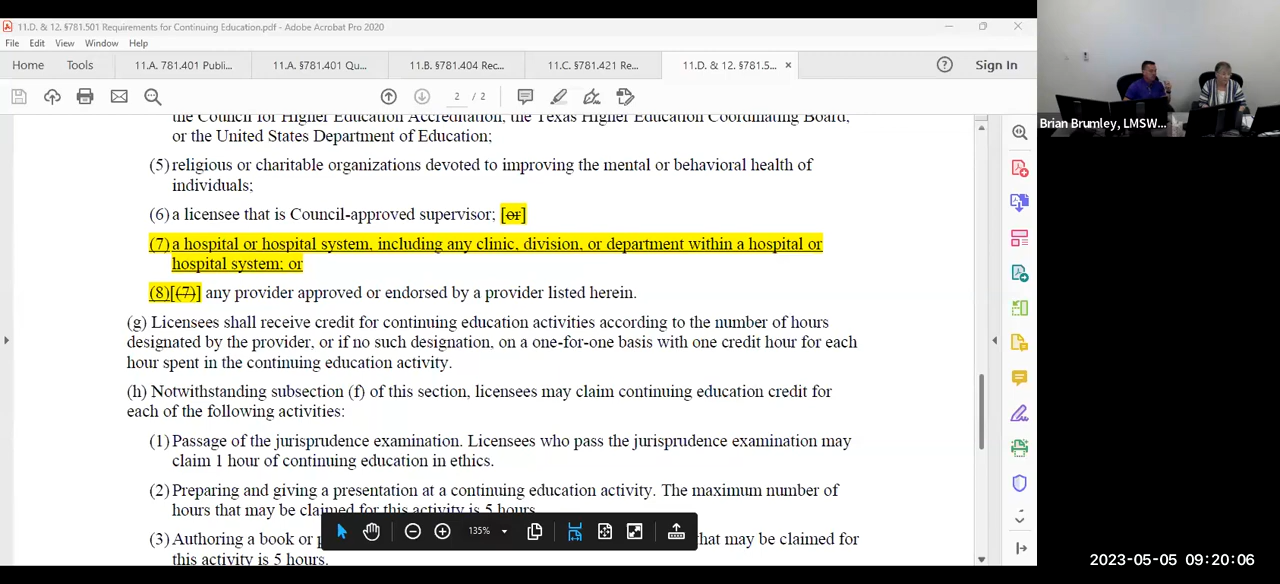 11.D. & 12. §781.501 Requirements for Continuing Education.pdf - Adobe Acrobat Pro 2020
File Edit View Window Help
Home Tools 11.A. 781.401 Publi... 11.A. §781.401 Qu... 11.B. §781.404 Rec... 11.C. §781.421 Re... 11.D. & 12. §781.5... × Sign In
2 / 2
the Council for Higher Education Accreditation, the Texas Higher Education Coordinating Board,
or the United States Department of Education;
(5) religious or charitable organizations devoted to improving the mental or behavioral health of
individuals;
(6) a licensee that is Council-approved supervisor; [or]
(7) a hospital or hospital system, including any clinic, division, or department within a hospital or
hospital system; or
(8)[(7)] any provider approved or endorsed by a provider listed herein.
(g) Licensees shall receive credit for continuing education activities according to the number of hours
designated by the provider, or if no such designation, on a one-for-one basis with one credit hour for each
hour spent in the continuing education activity.
(h) Notwithstanding subsection (f) of this section, licensees may claim continuing education credit for
each of the following activities:
(1) Passage of the jurisprudence examination. Licensees who pass the jurisprudence examination may
claim 1 hour of continuing education in ethics.
(2) Preparing and giving a presentation at a continuing education activity. The maximum number of
hours that may be claimed for this activity is 5 hours.
(3) Authoring a book or that may be claimed for
this activity is 5 hours.
135%
Brian Brumley, LMSW...
2023-05-05 09:20:06